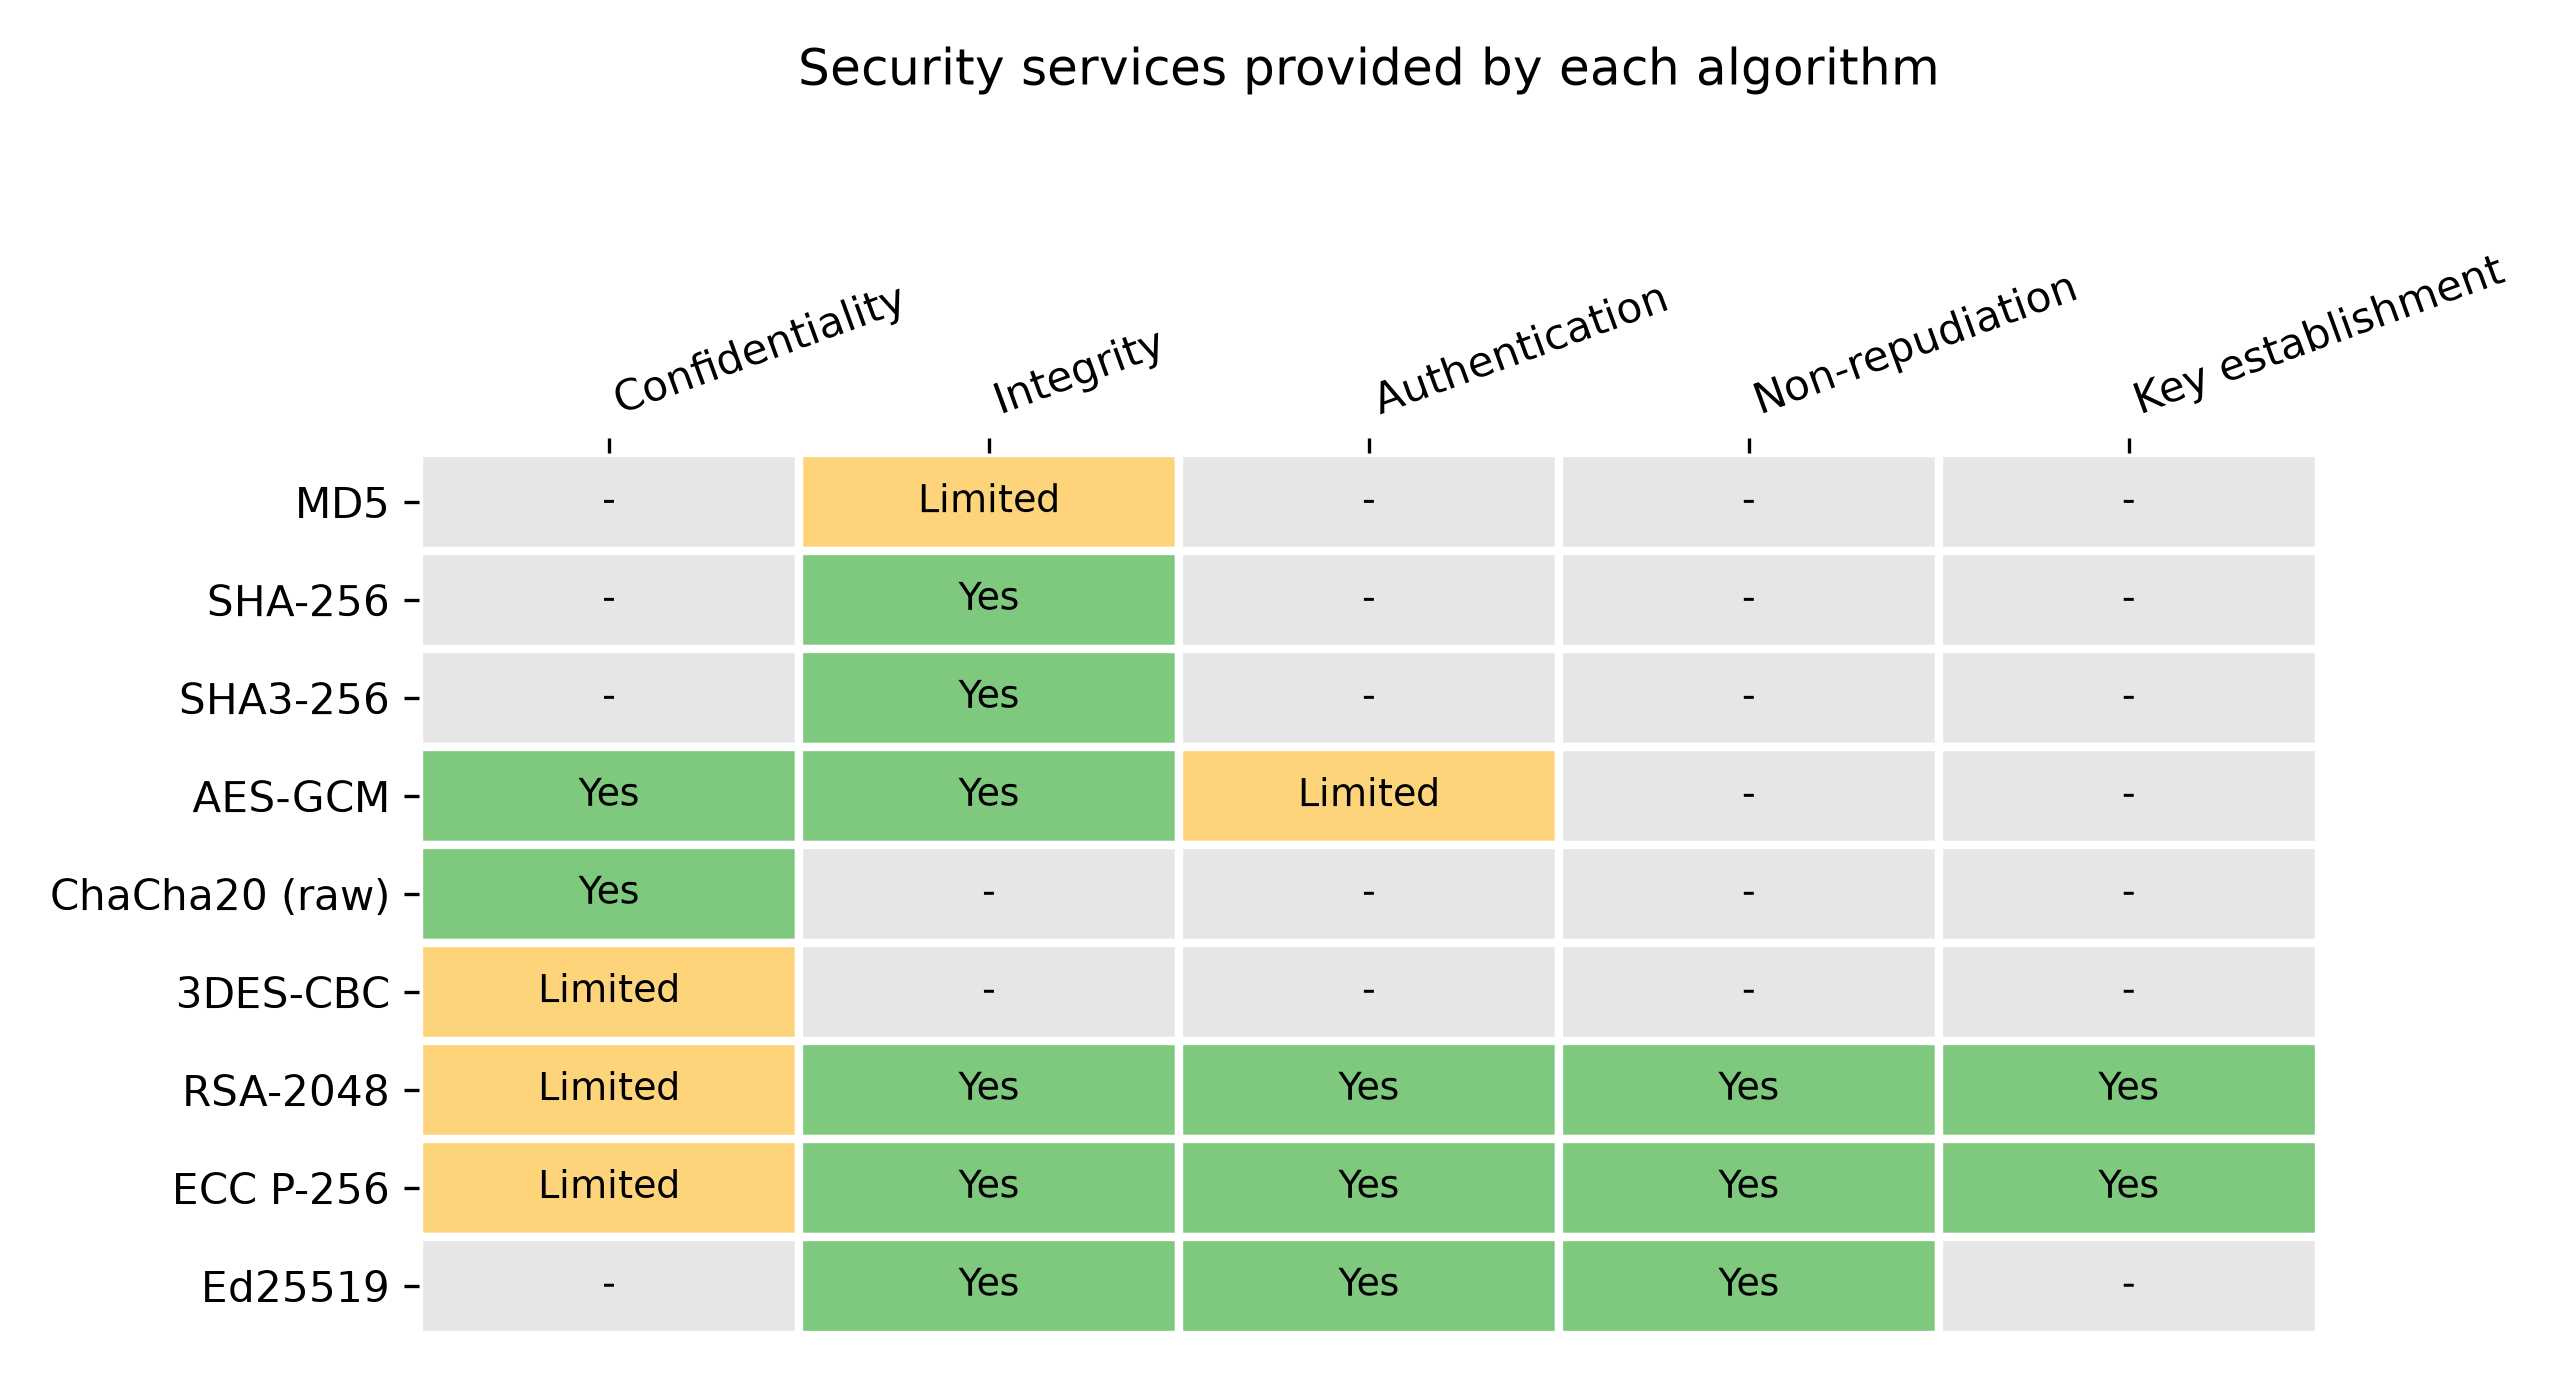 Security services provided by each algorithm
Confidentiality Integrity Authentication Non-repudiation Key establishment
MD5 - Limited - - -
SHA-256 - Yes - - -
SHA3-256 - Yes - - -
AES-GCM Yes Yes Limited - -
ChaCha20 (raw) Yes - - - -
3DES-CBC Limited - - - -
RSA-2048 Limited Yes Yes Yes Yes
ECC P-256 Limited Yes Yes Yes Yes
Ed25519 - Yes Yes Yes -